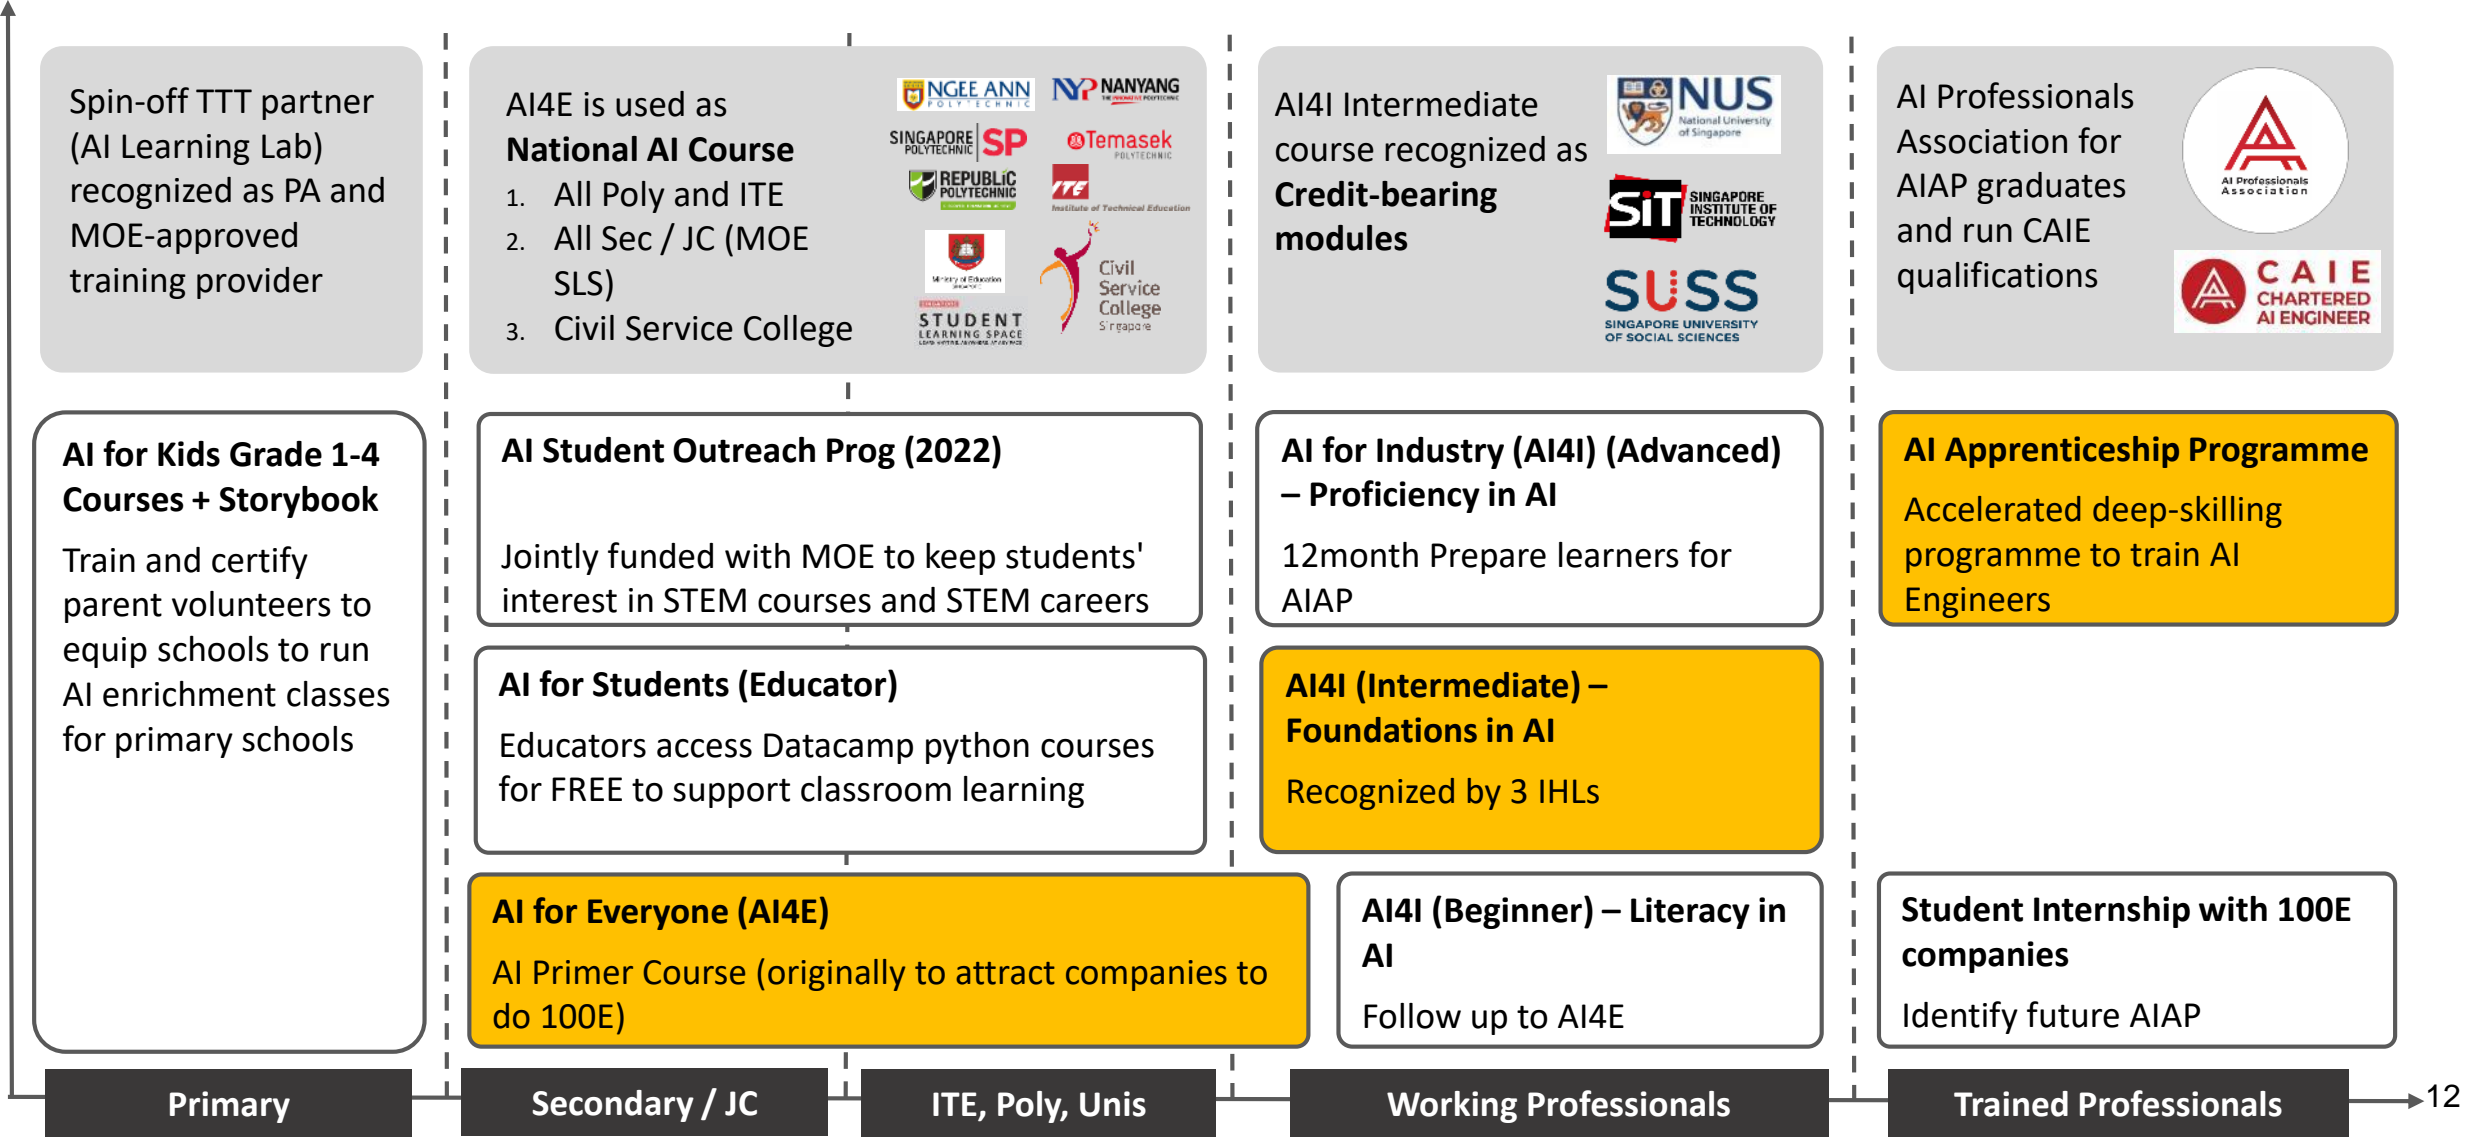 Spin-off TTT partner
(AI Learning Lab)
recognized as PA and
MOE-approved
training provider
AI4E is used as
National AI Course
1. All Poly and ITE
2. All Sec / JC (MOE
SLS)
3. Civil Service College
NGEE ANN
POLYTECHNIC
NYP NANYANG
SINGAPORE
POLYTECHNIC
SP
Temasek
POLYTECHNIC
REPUBLIC
POLYTECHNIC
ITE
Institute of Technical Education
Ministry of Education
SINGAPORE
STUDENT
LEARNING SPACE
Civil
Service
College
Singapore
AI4I Intermediate
course recognized as
Credit-bearing
modules
NUS
National University
of Singapore
SiT
SINGAPORE
INSTITUTE OF
TECHNOLOGY
SUSS
SINGAPORE UNIVERSITY
OF SOCIAL SCIENCES
AI Professionals
Association for
AIAP graduates
and run CAIE
qualifications
AI Professionals
Association
CAIE
CHARTERED
AI ENGINEER
AI for Kids Grade 1-4
Courses + Storybook
Train and certify
parent volunteers to
equip schools to run
AI enrichment classes
for primary schools
AI Student Outreach Prog (2022)
Jointly funded with MOE to keep students'
interest in STEM courses and STEM careers
AI for Students (Educator)
Educators access Datacamp python courses
for FREE to support classroom learning
AI for Everyone (AI4E)
AI Primer Course (originally to attract companies to
do 100E)
AI for Industry (AI4I) (Advanced)
– Proficiency in AI
12month Prepare learners for
AIAP
AI4I (Intermediate) –
Foundations in AI
Recognized by 3 IHLs
AI4I (Beginner) – Literacy in
AI
Follow up to AI4E
AI Apprenticeship Programme
Accelerated deep-skilling
programme to train AI
Engineers
Student Internship with 100E
companies
Identify future AIAP
Primary
Secondary / JC
ITE, Poly, Unis
Working Professionals
Trained Professionals
12